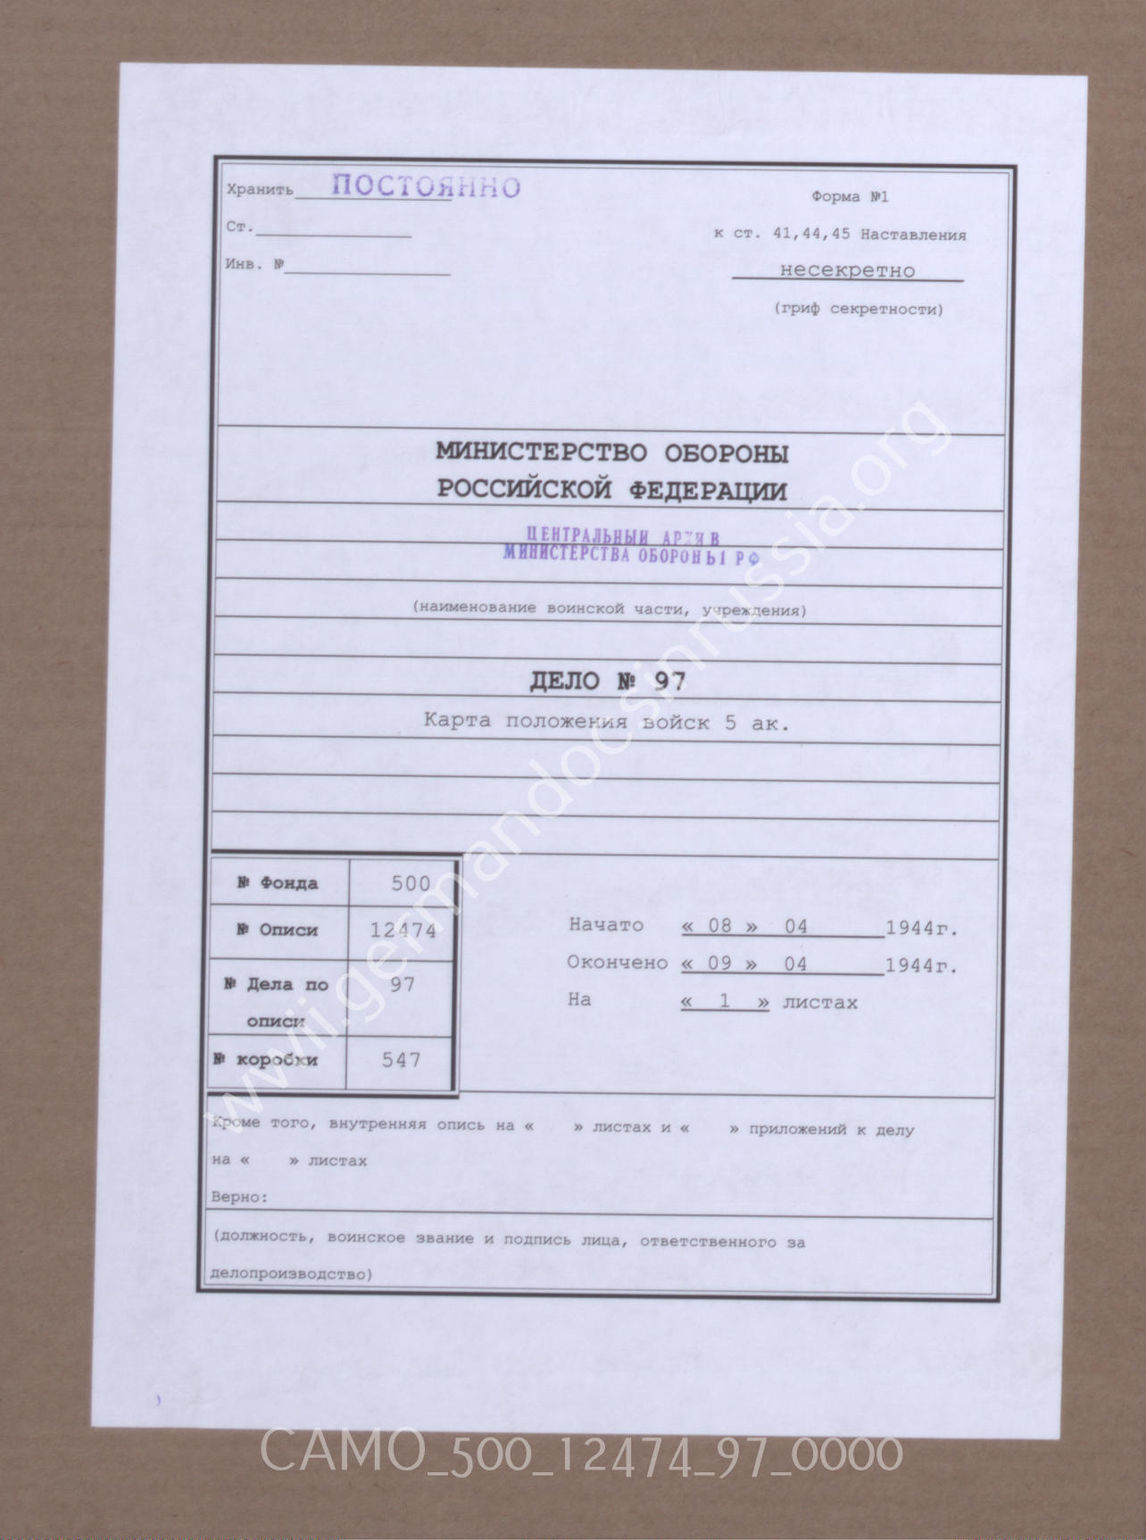 Хранить ПОСТОЯННО
Форма №1
Ст.
к ст. 41,44,45 Наставления
Инв. №
несекретно
(гриф секретности)
МИНИСТЕРСТВО ОБОРОНЫ
РОССИЙСКОЙ ФЕДЕРАЦИИ
ЦЕНТРАЛЬНЫЙ АРХИВ
МИНИСТЕРСТВА ОБОРОНЫ РФ
(наименование воинской части, учреждения)
ДЕЛО № 97
Карта положения войск 5 ак.
№ Фонда 500
№ Описи 12474
№ Дела по 97
описи
№ коробки 547
Начато « 08 » 04 1944г.
Окончено « 09 » 04 1944г.
На « 1 » листах
Кроме того, внутренняя опись на « » листах и « » приложений к делу
на « » листах
Верно:
(должность, воинское звание и подпись лица, ответственного за
делопроизводство)
wwii.germandocsinrussia.org
CAMO_500_12474_97_0000